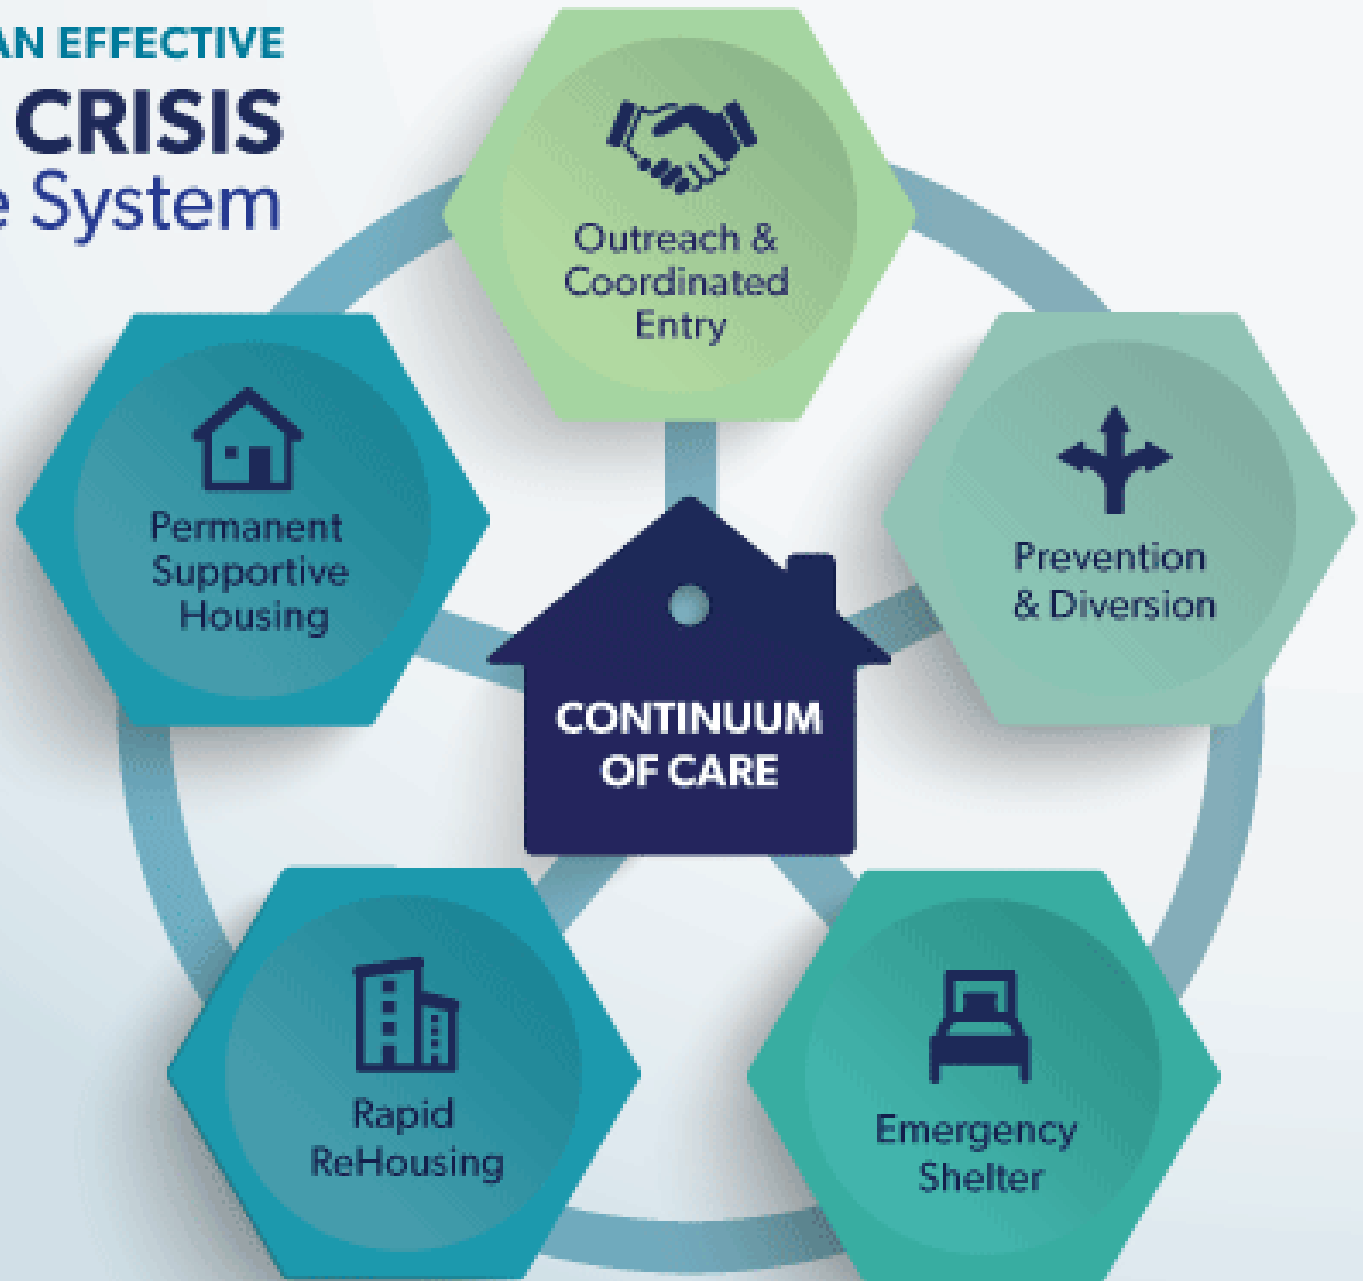 AN EFFECTIVE
CRISIS
e System
Outreach &
Coordinated
Entry
Prevention
& Diversion
Emergency
Shelter
Rapid
ReHousing
Permanent
Supportive
Housing
CONTINUUM
OF CARE